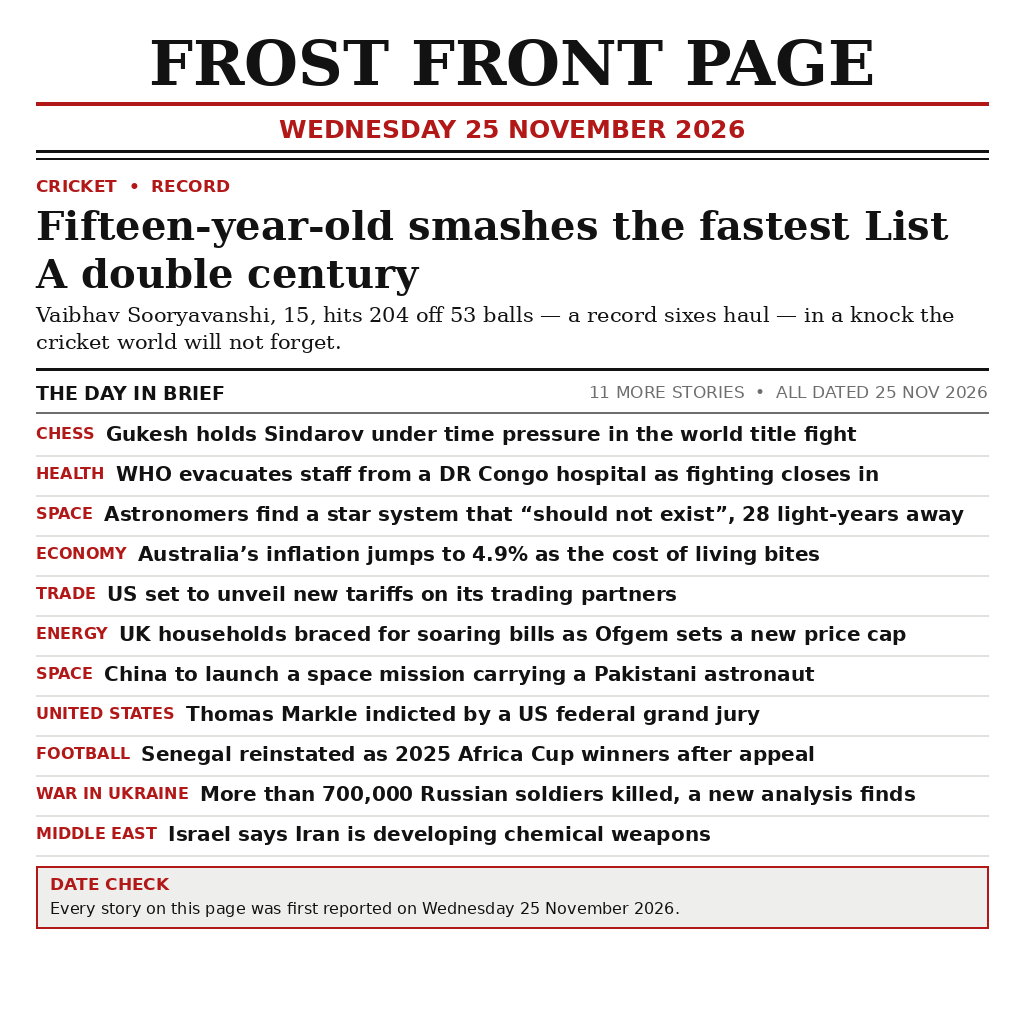 FROST FRONT PAGE
WEDNESDAY 25 NOVEMBER 2026
CRICKET • RECORD
Fifteen-year-old smashes the fastest List
A double century
Vaibhav Sooryavanshi, 15, hits 204 off 53 balls — a record sixes haul — in a knock the
cricket world will not forget.
THE DAY IN BRIEF 11 MORE STORIES • ALL DATED 25 NOV 2026
CHESS Gukesh holds Sindarov under time pressure in the world title fight
HEALTH WHO evacuates staff from a DR Congo hospital as fighting closes in
SPACE Astronomers find a star system that “should not exist”, 28 light-years away
ECONOMY Australia’s inflation jumps to 4.9% as the cost of living bites
TRADE US set to unveil new tariffs on its trading partners
ENERGY UK households braced for soaring bills as Ofgem sets a new price cap
SPACE China to launch a space mission carrying a Pakistani astronaut
UNITED STATES Thomas Markle indicted by a US federal grand jury
FOOTBALL Senegal reinstated as 2025 Africa Cup winners after appeal
WAR IN UKRAINE More than 700,000 Russian soldiers killed, a new analysis finds
MIDDLE EAST Israel says Iran is developing chemical weapons
DATE CHECK
Every story on this page was first reported on Wednesday 25 November 2026.